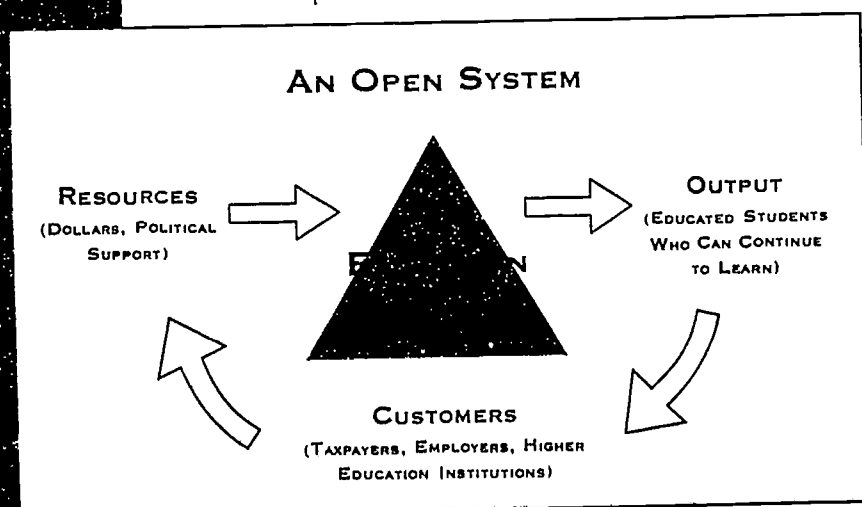 AN OPEN SYSTEM
RESOURCES
(DOLLARS, POLITICAL
SUPPORT)
OUTPUT
(EDUCATED STUDENTS
WHO CAN CONTINUE
TO LEARN)
CUSTOMERS
(TAXPAYERS, EMPLOYERS, HIGHER
EDUCATION INSTITUTIONS)